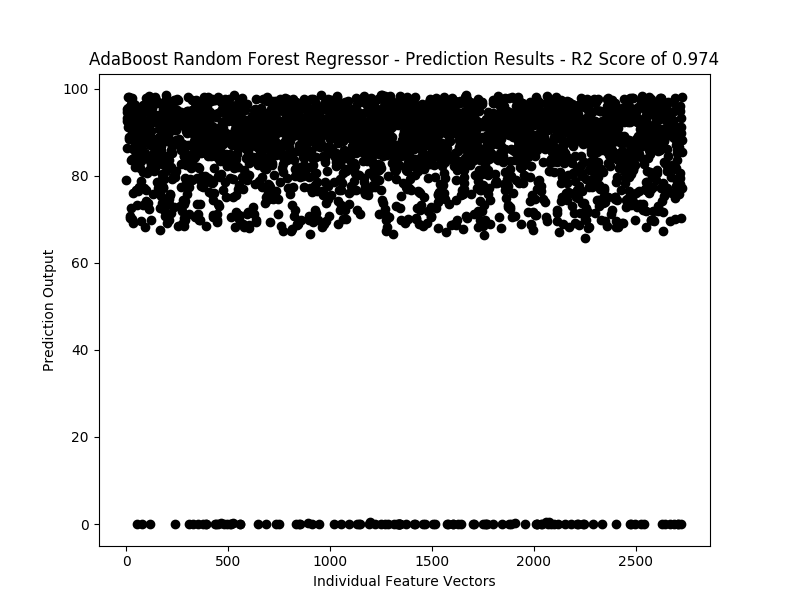 AdaBoost Random Forest Regressor - Prediction Results - R2 Score of 0.974
100
80
60
40
20
0
Prediction Output
0 500 1000 1500 2000 2500
Individual Feature Vectors